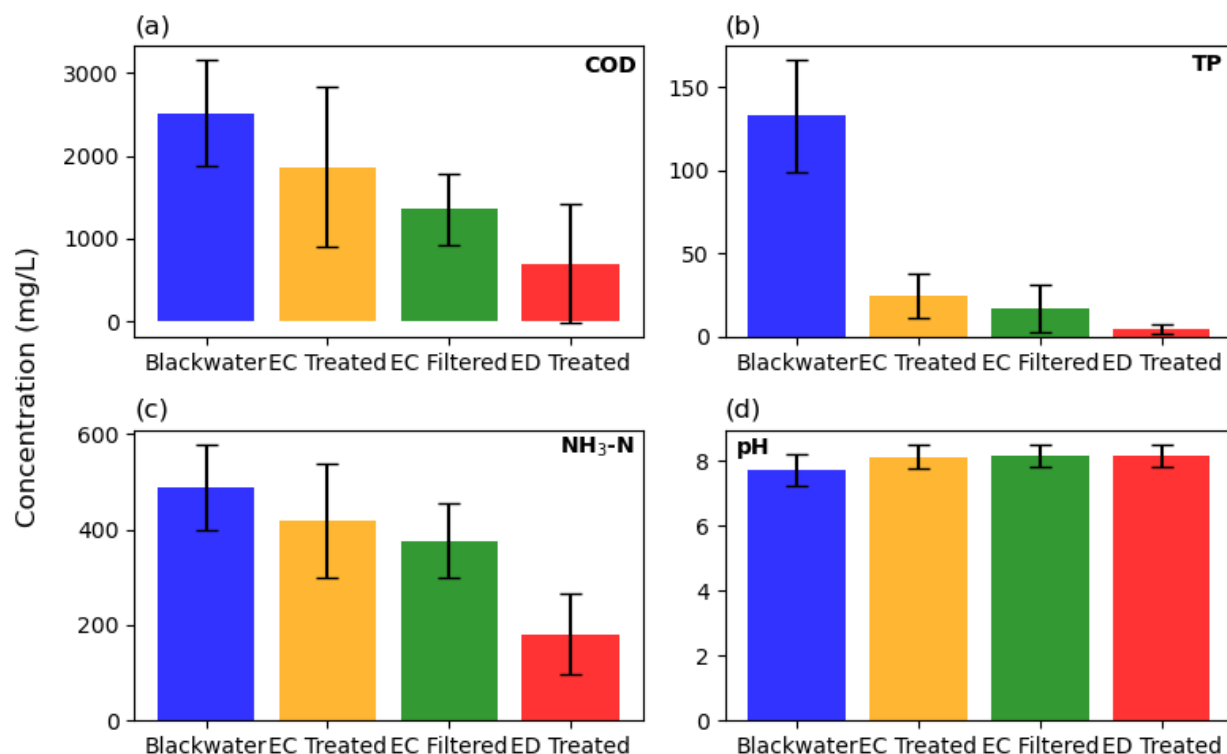 (a)
COD
3000
2000
1000
0
Blackwater EC Treated EC Filtered ED Treated
(b)
TP
150
100
50
0
Blackwater EC Treated EC Filtered ED Treated
Concentration (mg/L)
(c)
NH₃-N
600
400
200
0
Blackwater EC Treated EC Filtered ED Treated
(d)
pH
8
6
4
2
0
Blackwater EC Treated EC Filtered ED Treated